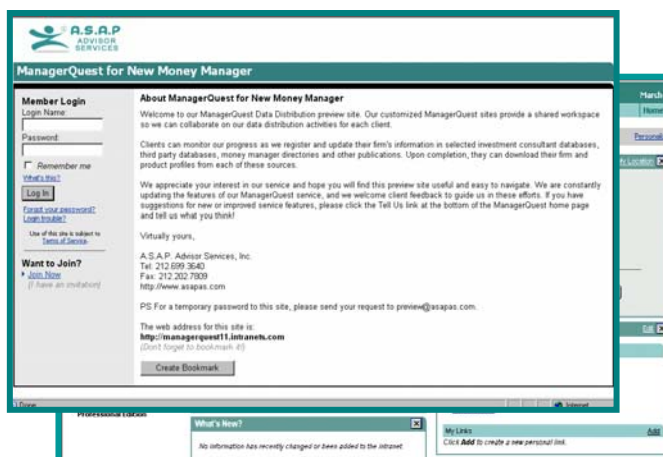 A.S.A.P
ADVISOR
SERVICES
ManagerQuest for New Money Manager
Member Login
Login Name:
Password:
Remember me
What's this?
Log In
Forgot your password?
Login trouble?
Use of this site is subject to
Terms of Service.
Want to Join?
Join Now
(I have an invitation)
About ManagerQuest for New Money Manager
Welcome to our ManagerQuest Data Distribution preview site. Our customized ManagerQuest sites provide a shared workspace
so we can collaborate on our data distribution activities for each client.
Clients can monitor our progress as we register and update their firm's information in selected investment consultant databases,
third party databases, money manager directories and other publications. Upon completion, they can download their firm and
product profiles from each of these sources.
We appreciate your interest in our service and hope you will find this preview site useful and easy to navigate. We are constantly
updating the features of our ManagerQuest service, and we welcome client feedback to guide us in these efforts. If you have
suggestions for new or improved service features, please click the Tell Us link at the bottom of the ManagerQuest home page
and tell us what you think!
Virtually yours,
A.S.A.P. Advisor Services, Inc.
Tel: 212.699.3640
Fax: 212.202.7809
http://www.asapas.com
PS.For a temporary password to this site, please send your request to preview@asapas.com.
The web address for this site is:
http://managerquest11.intranets.com
(Don't forget to bookmark it!)
Create Bookmark
Done
Internet
March
Home
Personali
My Location
Edit
Professional Edition
What's New?
No information has recently changed or been added to the intranet.
My Links
Add
Click Add to create a new personal link.